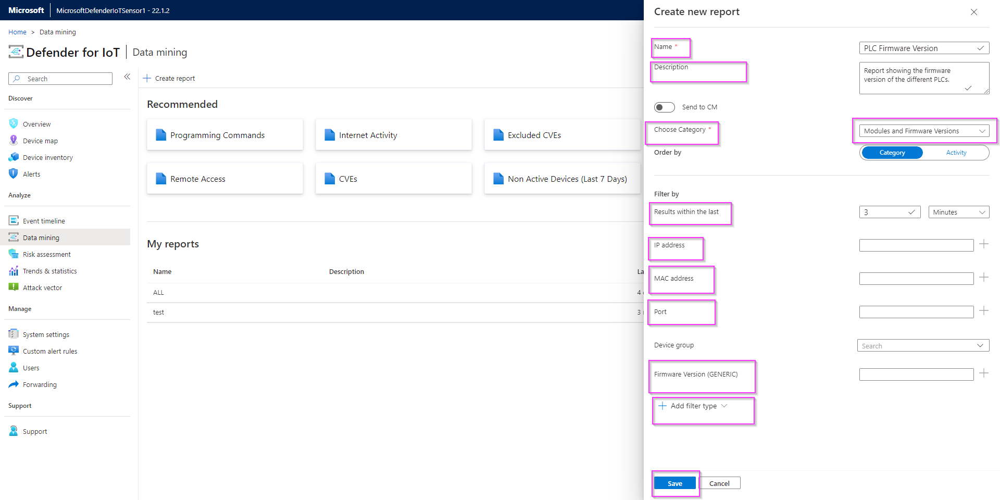 Microsoft
MicrosoftDefenderIoTSensor1 - 22.1.2
Home > Data mining
Defender for IoT
Data mining
Search
Discover
Overview
Device map
Device inventory
Alerts
Analyze
Event timeline
Data mining
Risk assessment
Trends & statistics
Attack vector
Manage
System settings
Custom alert rules
Users
Forwarding
Support
Support
Create report
Recommended
Programming Commands
Internet Activity
Excluded CVEs
Remote Access
CVEs
Non Active Devices (Last 7 Days)
My reports
Name Description La
ALL 4
test 3
Create new report
Name *
PLC Firmware Version
Description
Report showing the firmware
version of the different PLCs.
Send to CM
Choose Category *
Modules and Firmware Versions
Order by
Category Activity
Filter by
Results within the last
3 Minutes
IP address
MAC address
Port
Device group
Search
Firmware Version (GENERIC)
Add filter type
Save Cancel